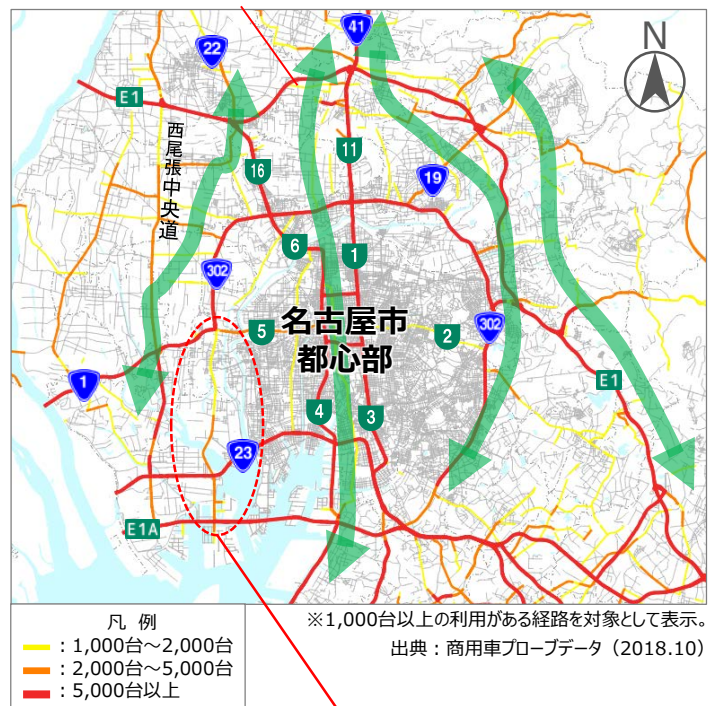 41
22
N
E1
西尾張中央道
11
16
19
6
1
302
名古屋市
都心部
5
2
302
1
E1
4
3
23
E1A
凡 例
：1,000台～2,000台
：2,000台～5,000台
：5,000台以上
※1,000台以上の利用がある経路を対象として表示。
出典：商用車プローブデータ（2018.10）